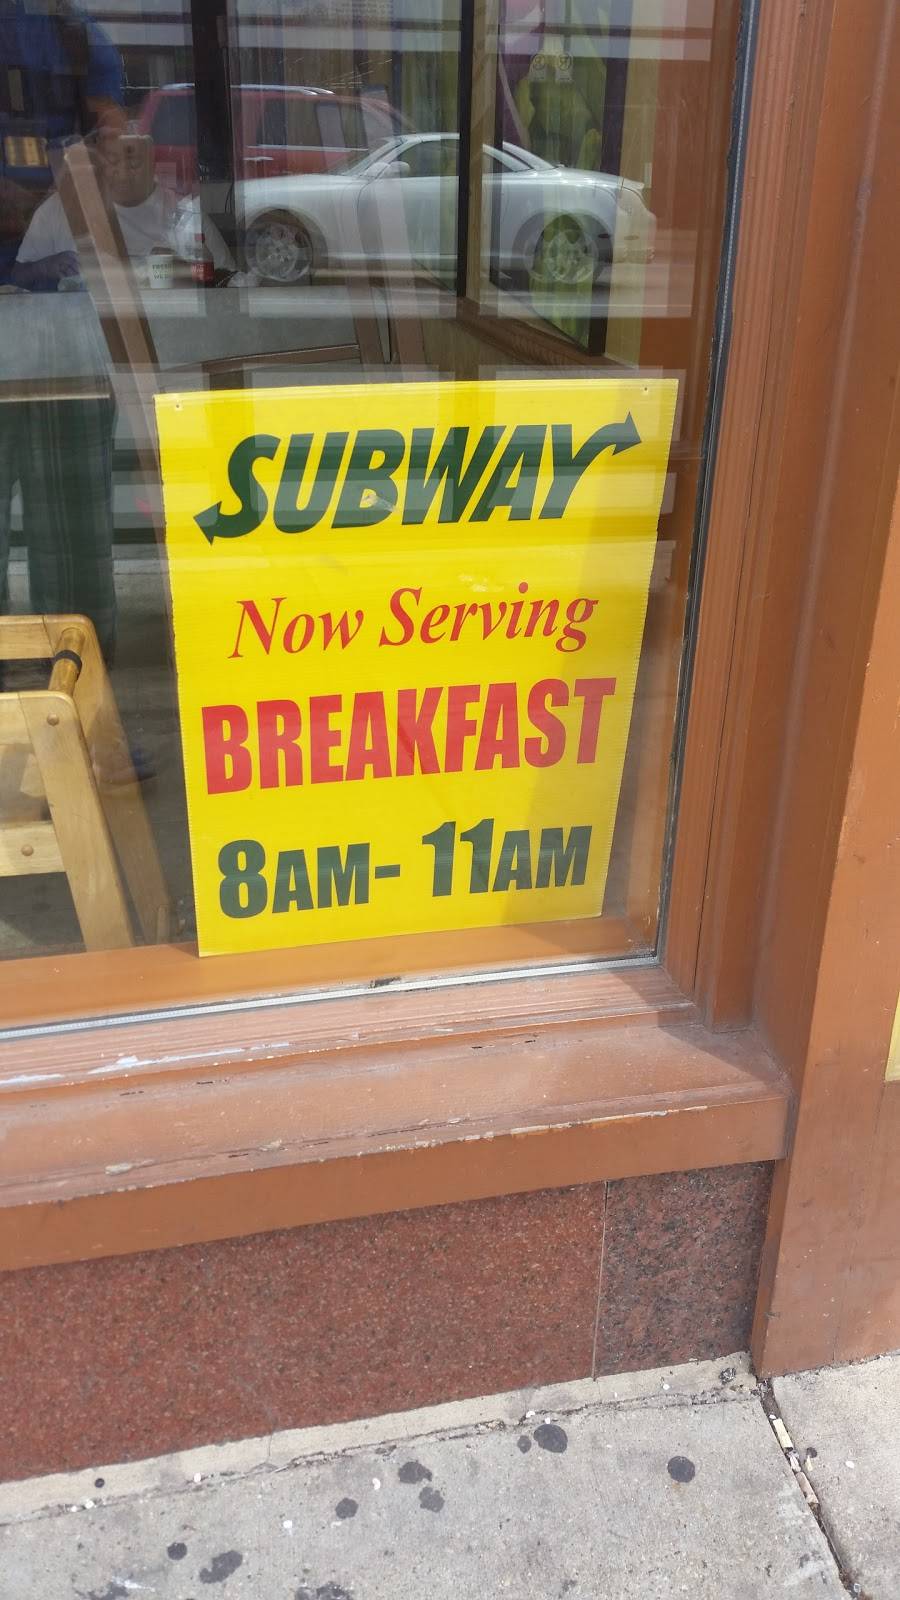 SUBWAY
Now Serving
BREAKFAST
8AM- 11AM